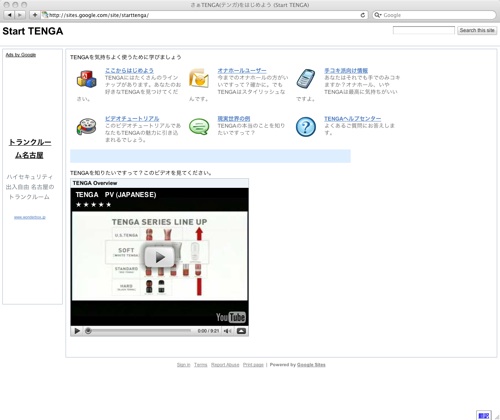 さぁTENGA(テンガ)をはじめよう (Start TENGA)
http://sites.google.com/site/starttenga/
Google
Start TENGA
Search this site
Ads by Google
トランクルー
ム名古屋
ハイセキュリティ
出入自由 名古屋の
トランクルーム
TENGAを気持ちよく使うために学びましょう
ここからはじめよう
TENGAにはたくさんのライン
ナップがあります。あなたのお
好きなTENGAを見つけてくだ
さい。
オナホールユーザー
今までのオナホールの方がい
いですって？確かに。でも
TENGAはスタイリッシュな
んです。
手コキ派向け情報
あなたはそれでも手でのみコキ
ますか？オナホール、いや
TENGAは最高に気持ちがいい
ですよ。
ビデオチュートリアル
このビデオチュートリアルであ
なたもTENGAの魅力に引き込
まれるでしょう。
現実世界の例
TENGAの本当のことを知り
たいですって？
TENGAヘルプセンター
よくあるご質問にお答えしま
す。
TENGAを知りたいですって？このビデオを見てください。
TENGA Overview
TENGA PV (JAPANESE)
TENGA SERIES LINE UP
U.S.TENGA
SOFT
(WHITE TENGA)
STANDARD
HARD
YouTube
0:00 / 9:21
Sign in Terms Report Abuse Print page | Powered by Google Sites